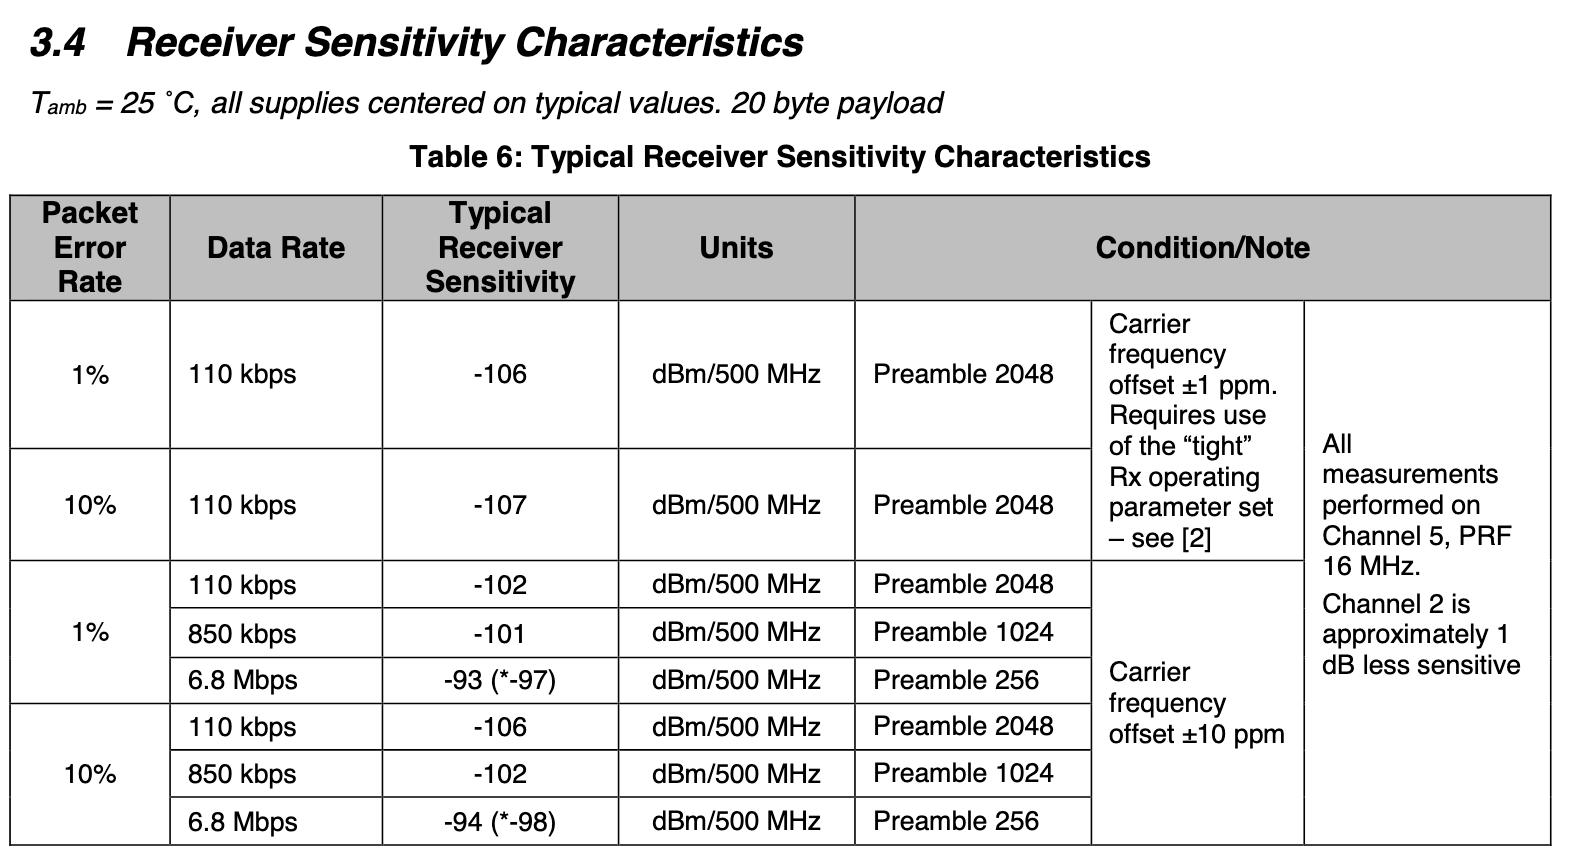 3.4 Receiver Sensitivity Characteristics
Tamb = 25 ˚C, all supplies centered on typical values. 20 byte payload
Table 6: Typical Receiver Sensitivity Characteristics
Packet
Error
Rate
Data Rate
Typical
Receiver
Sensitivity
Units
Condition/Note
1%
110 kbps
-106
dBm/500 MHz
Preamble 2048
Carrier
frequency
offset ±1 ppm.
Requires use
of the “tight”
Rx operating
parameter set
– see [2]
All
measurements
performed on
Channel 5, PRF
16 MHz.
Channel 2 is
approximately 1
dB less sensitive
10%
110 kbps
-107
dBm/500 MHz
Preamble 2048
1%
110 kbps
-102
dBm/500 MHz
Preamble 2048
Carrier
frequency
offset ±10 ppm
850 kbps
-101
dBm/500 MHz
Preamble 1024
6.8 Mbps
-93 (*-97)
dBm/500 MHz
Preamble 256
10%
110 kbps
-106
dBm/500 MHz
Preamble 2048
850 kbps
-102
dBm/500 MHz
Preamble 1024
6.8 Mbps
-94 (*-98)
dBm/500 MHz
Preamble 256